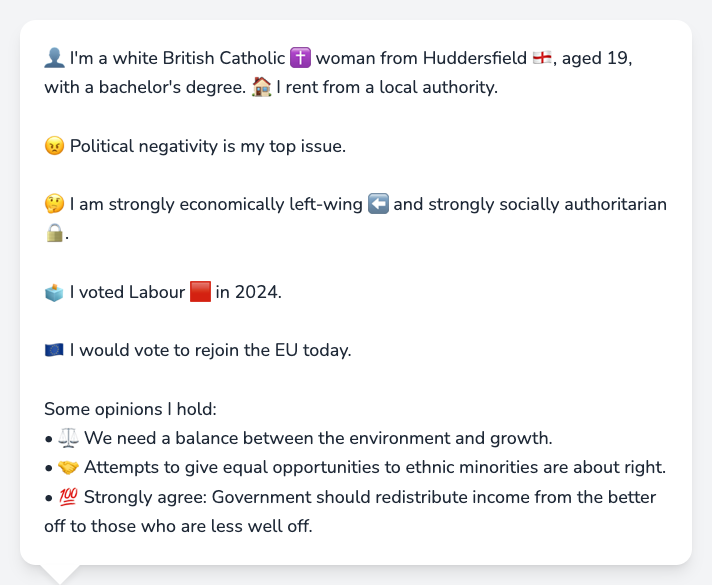 👤 I'm a white British Catholic ✝️ woman from Huddersfield 🏴󠁧󠁢󠁥󠁮󠁧󠁿, aged 19,
with a bachelor's degree. 🏠 I rent from a local authority.
😠 Political negativity is my top issue.
🤔 I am strongly economically left-wing ⬅️ and strongly socially authoritarian
🔒.
🗳️ I voted Labour 🟥 in 2024.
🇪🇺 I would vote to rejoin the EU today.
Some opinions I hold:
• ⚖️ We need a balance between the environment and growth.
• 🤝 Attempts to give equal opportunities to ethnic minorities are about right.
• 💯 Strongly agree: Government should redistribute income from the better
off to those who are less well off.